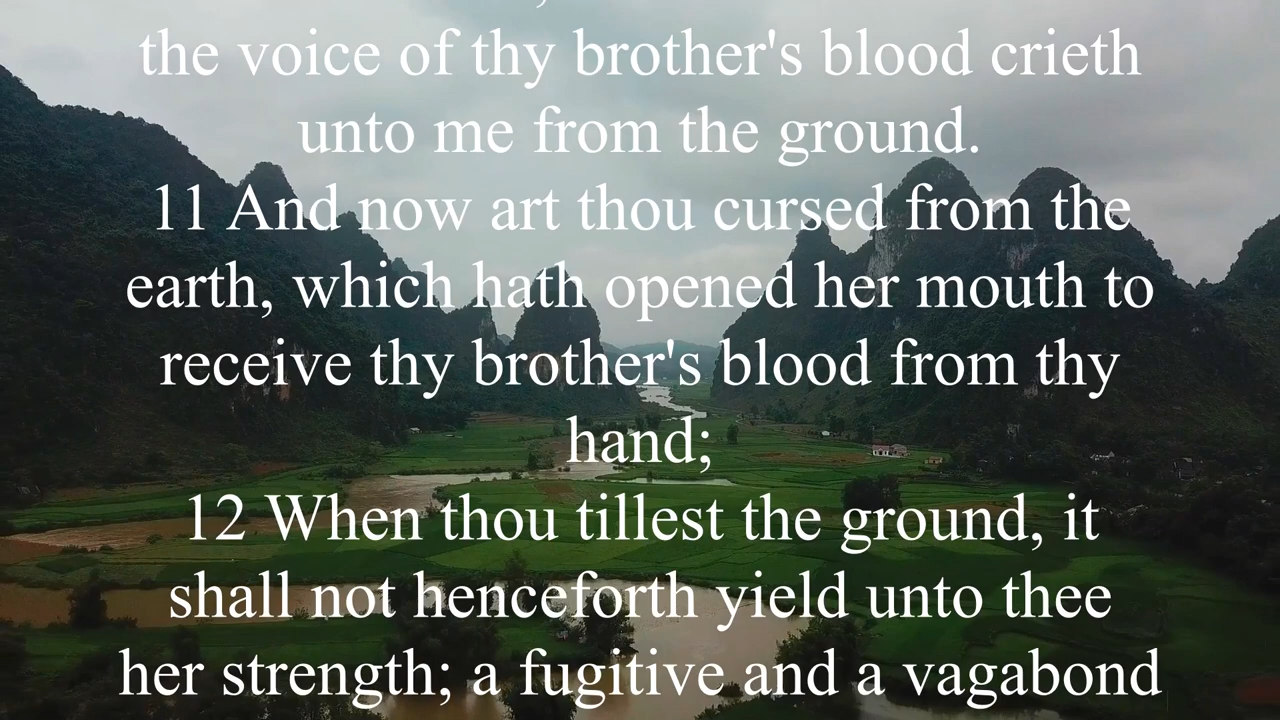 the voice of thy brother's blood crieth
unto me from the ground.
11 And now art thou cursed from the
earth, which hath opened her mouth to
receive thy brother's blood from thy
hand;
12 When thou tillest the ground, it
shall not henceforth yield unto thee
her strength; a fugitive and a vagabond